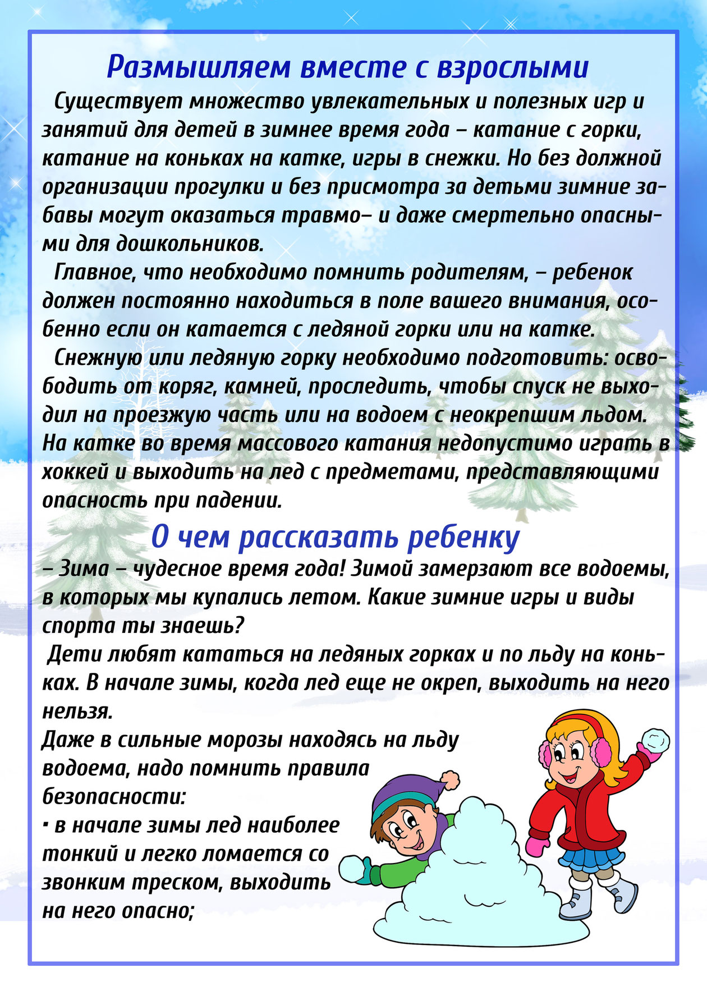 Размышляем вместе с взрослыми
Существует множество увлекательных и полезных игр и
занятий для детей в зимнее время года – катание с горки,
катание на коньках на катке, игры в снежки. Но без должной
организации прогулки и без присмотра за детьми зимние за-
бавы могут оказаться травмо– и даже смертельно опасны-
ми для дошкольников.
Главное, что необходимо помнить родителям, – ребенок
должен постоянно находиться в поле вашего внимания, осо-
бенно если он катается с ледяной горки или на катке.
Снежную или ледяную горку необходимо подготовить: осво-
бодить от коряг, камней, проследить, чтобы спуск не выхо-
дил на проезжую часть или на водоем с неокрепшим льдом.
На катке во время массового катания недопустимо играть в
хоккей и выходить на лед с предметами, представляющими
опасность при падении.
О чем рассказать ребенку
– Зима – чудесное время года! Зимой замерзают все водоемы,
в которых мы купались летом. Какие зимние игры и виды
спорта ты знаешь?
Дети любят кататься на ледяных горках и по льду на конь-
ках. В начале зимы, когда лед еще не окреп, выходить на него
нельзя.
Даже в сильные морозы находясь на льду
водоема, надо помнить правила
безопасности:
· в начале зимы лед наиболее
тонкий и легко ломается со
звонким треском, выходить
на него опасно;